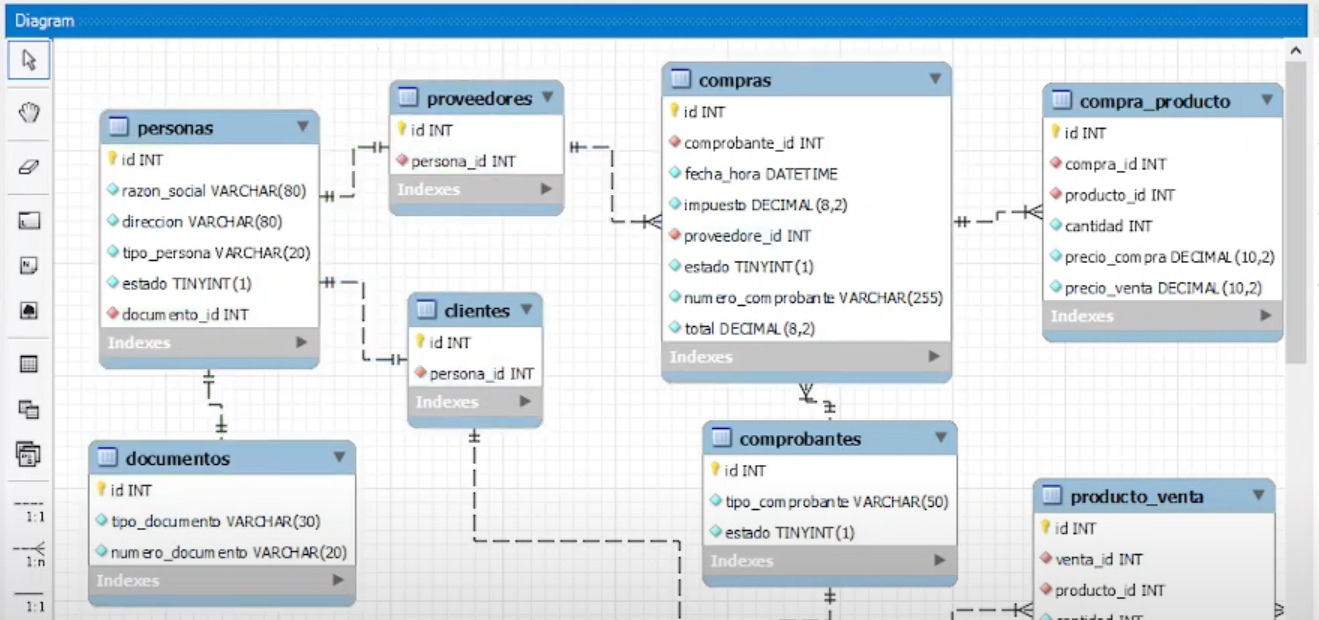 Diagram
personas
id INT
razon_social VARCHAR(80)
direccion VARCHAR(80)
tipo_persona VARCHAR(20)
estado TINYINT(1)
documento_id INT
Indexes
proveedores
id INT
persona_id INT
Indexes
compras
id INT
comprobante_id INT
fecha_hora DATETIME
impuesto DECIMAL(8,2)
proveedore_id INT
estado TINYINT(1)
numero_comprobante VARCHAR(255)
total DECIMAL(8,2)
Indexes
compra_producto
id INT
compra_id INT
producto_id INT
cantidad INT
precio_compra DECIMAL(10,2)
precio_venta DECIMAL(10,2)
Indexes
clientes
id INT
persona_id INT
Indexes
documentos
id INT
tipo_documento VARCHAR(30)
numero_documento VARCHAR(20)
Indexes
comprobantes
id INT
tipo_comprobante VARCHAR(50)
estado TINYINT(1)
Indexes
producto_venta
id INT
venta_id INT
producto_id INT
1:1
1:n
1:1